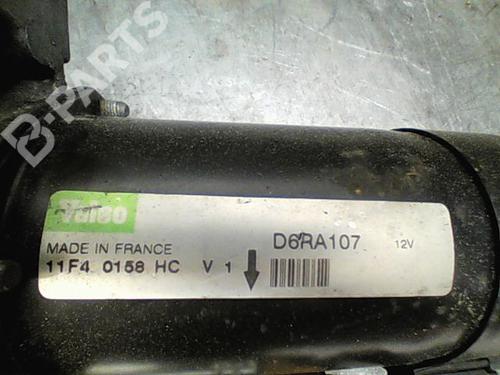 B-PARTS
Valeo
D6RA107 12V
MADE IN FRANCE
11F4 0158 HC V 1